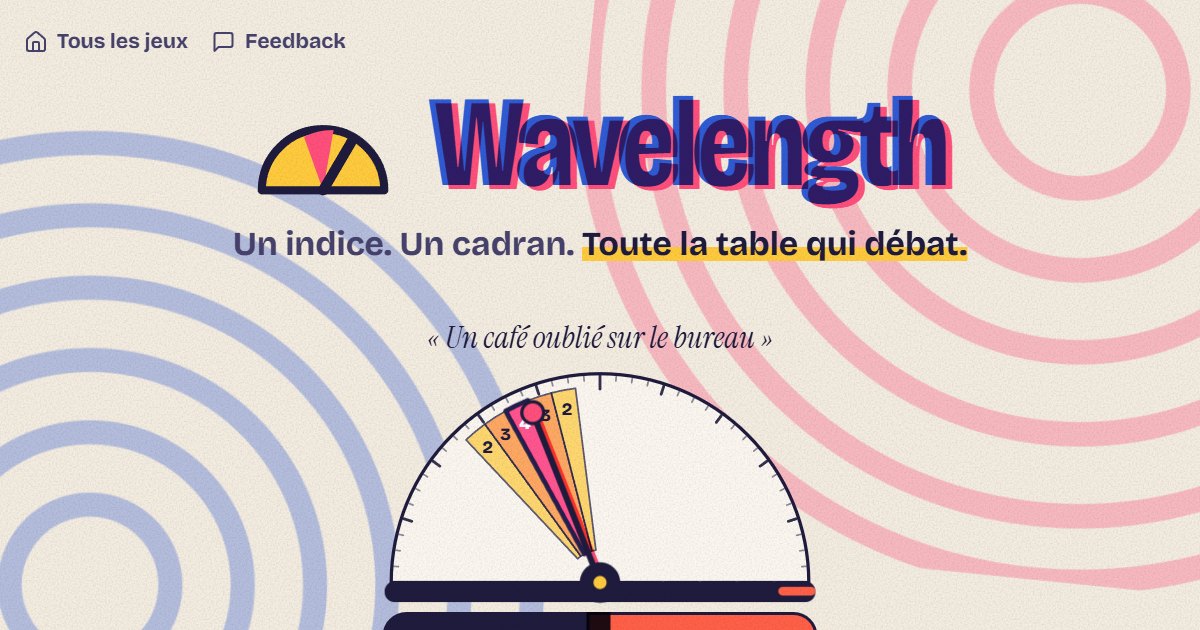 Tous les jeux
Feedback
Wavelength
Un indice. Un cadran. Toute la table qui débat.
« Un café oublié sur le bureau »
2
3
4
3
2